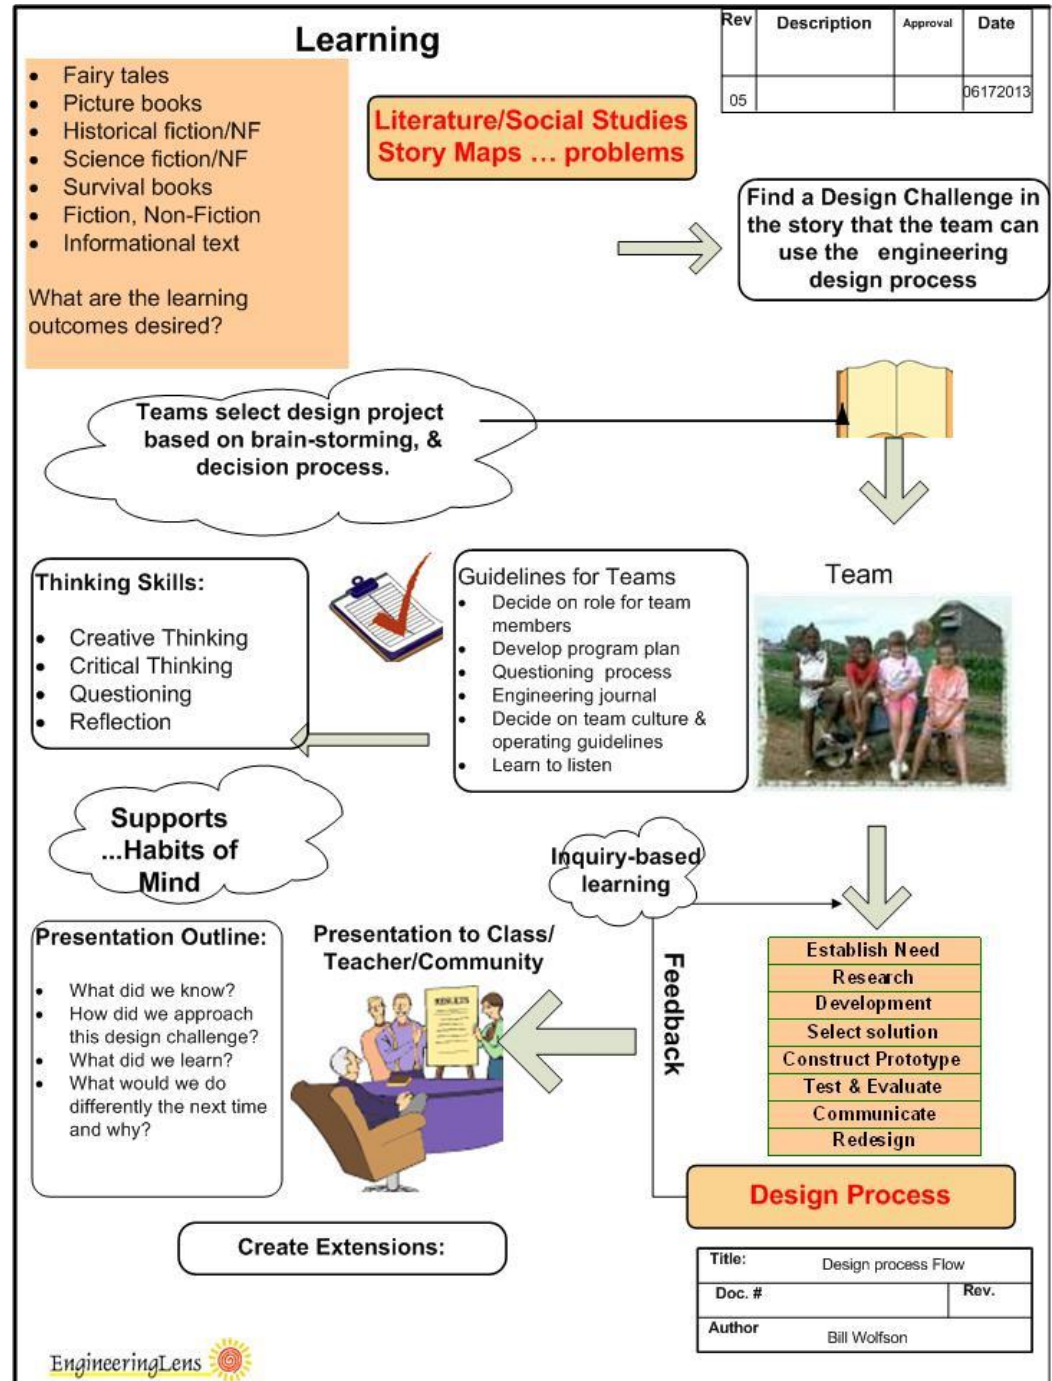 Learning
Rev Description Approval Date
05 06172013
• Fairy tales
• Picture books
• Historical fiction/NF
• Science fiction/NF
• Survival books
• Fiction, Non-Fiction
• Informational text
What are the learning
outcomes desired?
Literature/Social Studies
Story Maps ... problems
Find a Design Challenge in
the story that the team can
use the engineering
design process
Teams select design project
based on brain-storming, &
decision process.
Thinking Skills:
• Creative Thinking
• Critical Thinking
• Questioning
• Reflection
Guidelines for Teams
• Decide on role for team
members
• Develop program plan
• Questioning process
• Engineering journal
• Decide on team culture &
operating guidelines
• Learn to listen
Team
Supports
...Habits of
Mind
Inquiry-based
learning
Feedback
Presentation Outline:
• What did we know?
• How did we approach
this design challenge?
• What did we learn?
• What would we do
differently the next time
and why?
Presentation to Class/
Teacher/Community
RESULTS
Establish Need
Research
Development
Select solution
Construct Prototype
Test & Evaluate
Communicate
Redesign
Design Process
Create Extensions:
Title: Design process Flow
Doc. # Rev.
Author Bill Wolfson
EngineeringLens